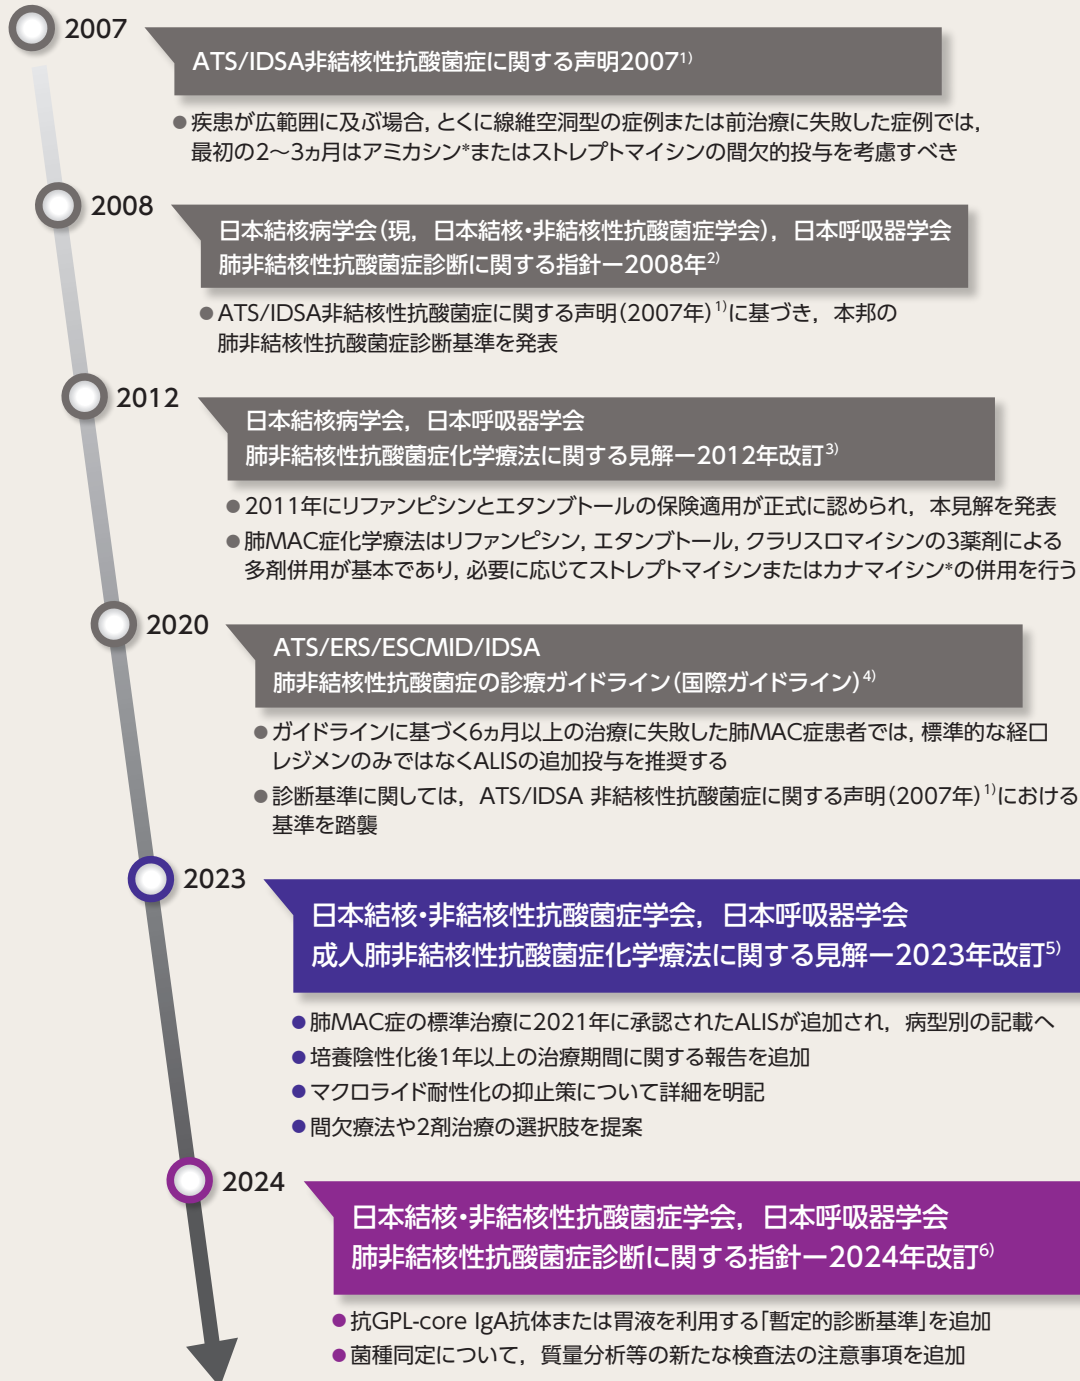 2007
ATS/IDSA非結核性抗酸菌症に関する声明20071)
●疾患が広範囲に及ぶ場合，とくに線維空洞型の症例または前治療に失敗した症例では，
最初の2〜3ヵ月はアミカシン*またはストレプトマイシンの間欠的投与を考慮すべき
2008
日本結核病学会（現，日本結核・非結核性抗酸菌症学会），日本呼吸器学会
肺非結核性抗酸菌症診断に関する指針ー2008年2)
●ATS/IDSA非結核性抗酸菌症に関する声明（2007年）1)に基づき，本邦の
肺非結核性抗酸菌症診断基準を発表
2012
日本結核病学会，日本呼吸器学会
肺非結核性抗酸菌症化学療法に関する見解ー2012年改訂3)
●2011年にリファンピシンとエタンブトールの保険適用が正式に認められ，本見解を発表
●肺MAC症化学療法はリファンピシン，エタンブトール，クラリスロマイシンの3薬剤による
多剤併用が基本であり，必要に応じてストレプトマイシンまたはカナマイシン*の併用を行う
2020
ATS/ERS/ESCMID/IDSA
肺非結核性抗酸菌症の診療ガイドライン（国際ガイドライン）4)
●ガイドラインに基づく6ヵ月以上の治療に失敗した肺MAC症患者では，標準的な経口
レジメンのみではなくALISの追加投与を推奨する
●診断基準に関しては，ATS/IDSA 非結核性抗酸菌症に関する声明（2007年）1)における
基準を踏襲
2023
日本結核・非結核性抗酸菌症学会，日本呼吸器学会
成人肺非結核性抗酸菌症化学療法に関する見解ー2023年改訂5)
●肺MAC症の標準治療に2021年に承認されたALISが追加され，病型別の記載へ
●培養陰性化後1年以上の治療期間に関する報告を追加
●マクロライド耐性化の抑止策について詳細を明記
●間欠療法や2剤治療の選択肢を提案
2024
日本結核・非結核性抗酸菌症学会，日本呼吸器学会
肺非結核性抗酸菌症診断に関する指針ー2024年改訂6)
●抗GPL-core IgA抗体または胃液を利用する「暫定的診断基準」を追加
●菌種同定について，質量分析等の新たな検査法の注意事項を追加